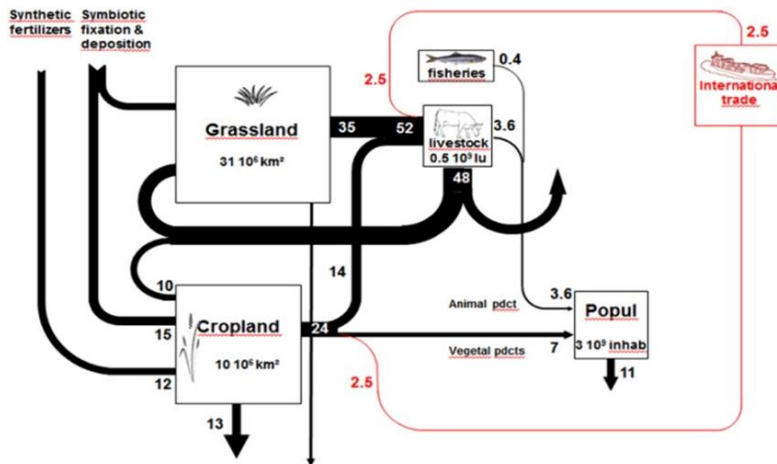 Synthetic
fertilizers
Symbiotic
fixation &
deposition
2.5
0.4
fisheries
2.5
International
trade
Grassland
31 10⁶ km²
35
52
3.6
livestock
0.5 10⁹ lu
48
14
10
15
12
Cropland
10 10⁶ km²
24
13
Animal pdct
3.6
Popul
3 10⁹ inhab
Vegetal pdcts
7
11
2.5